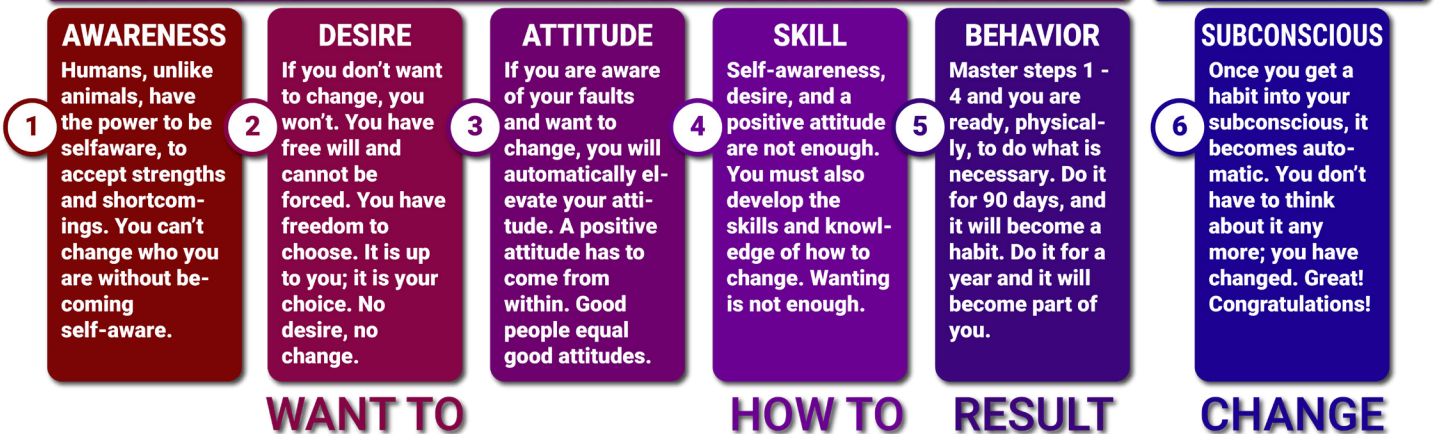 AWARENESS
Humans, unlike
animals, have
the power to be
selfaware, to
accept strengths
and shortcom-
ings. You can’t
change who you
are without be-
coming
self-aware.
1
DESIRE
If you don’t want
to change, you
won’t. You have
free will and
cannot be
forced. You have
freedom to
choose. It is up
to you; it is your
choice. No
desire, no
change.
2
ATTITUDE
If you are aware
of your faults
and want to
change, you will
automatically el-
evate your atti-
tude. A positive
attitude has to
come from
within. Good
people equal
good attitudes.
3
SKILL
Self-awareness,
desire, and a
positive attitude
are not enough.
You must also
develop the
skills and knowl-
edge of how to
change. Wanting
is not enough.
4
BEHAVIOR
Master steps 1 -
4 and you are
ready, physical-
ly, to do what is
necessary. Do it
for 90 days, and
it will become a
habit. Do it for a
year and it will
become part of
you.
5
SUBCONSCIOUS
Once you get a
habit into your
subconscious, it
becomes auto-
matic. You don’t
have to think
about it any
more; you have
changed. Great!
Congratulations!
6
WANT TO
HOW TO
RESULT
CHANGE